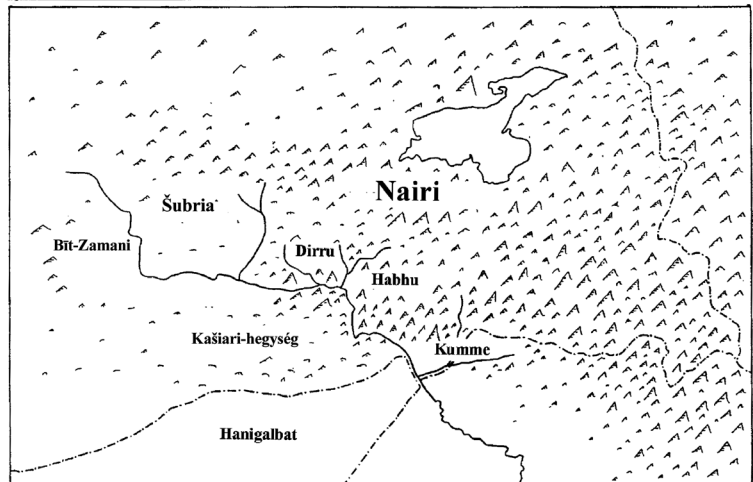 Nairi
Šubria
Bīt-Zamani
Dirru
Habhu
Kašiari-hegység
Kumme
Hanigalbat